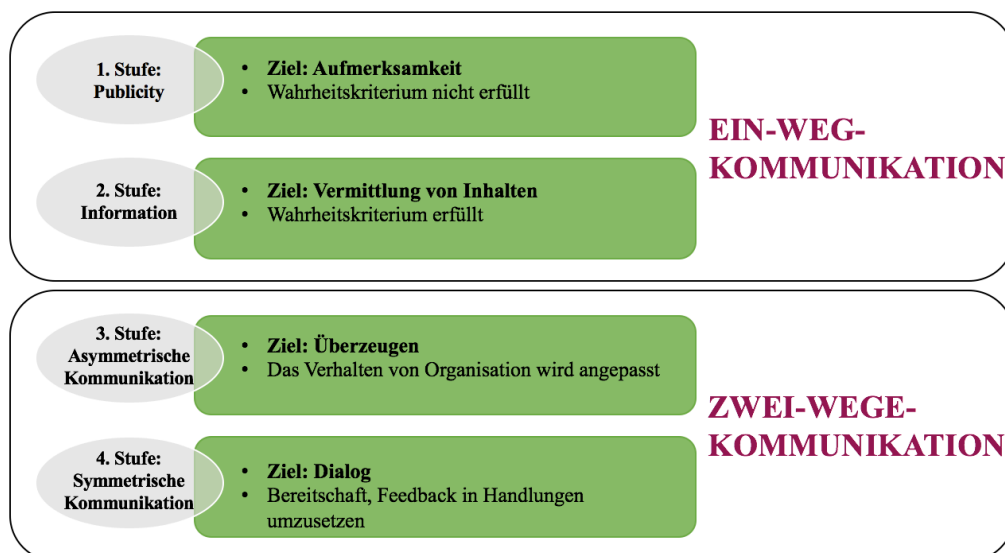 1. Stufe:
Publicity
• Ziel: Aufmerksamkeit
• Wahrheitskriterium nicht erfüllt
EIN-WEG-
KOMMUNIKATION
2. Stufe:
Information
• Ziel: Vermittlung von Inhalten
• Wahrheitskriterium erfüllt
3. Stufe:
Asymmetrische
Kommunikation
• Ziel: Überzeugen
• Das Verhalten von Organisation wird angepasst
ZWEI-WEGE-
KOMMUNIKATION
4. Stufe:
Symmetrische
Kommunikation
• Ziel: Dialog
• Bereitschaft, Feedback in Handlungen
umzusetzen